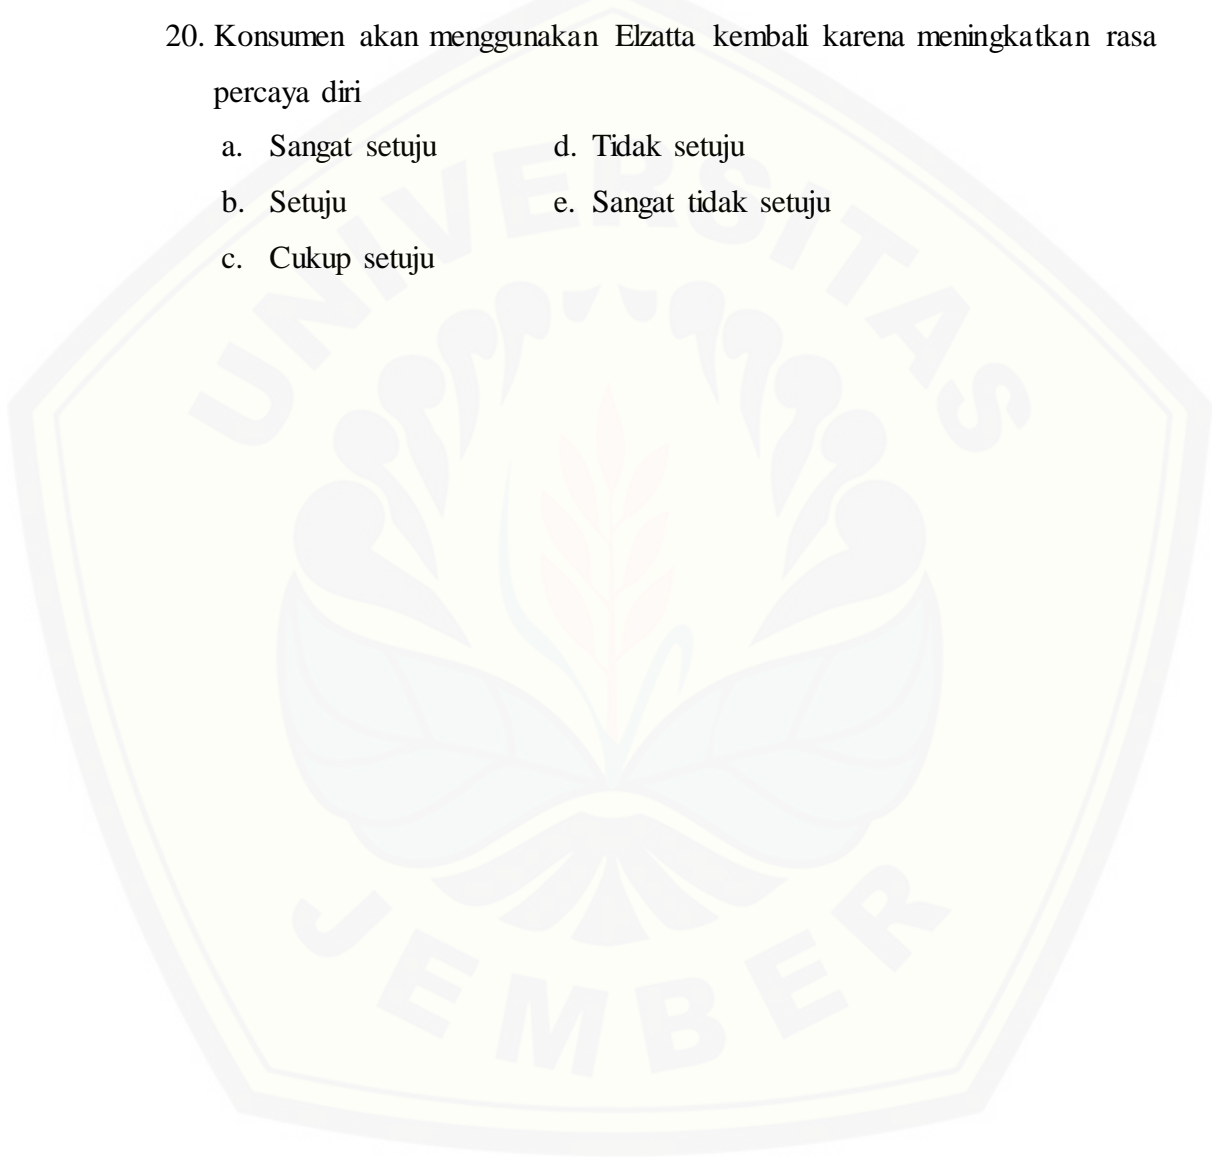 20. Konsumen akan menggunakan Elzatta kembali karena meningkatkan rasa
percaya diri
a. Sangat setuju
b. Setuju
c. Cukup setuju
d. Tidak setuju
e. Sangat tidak setuju
UNIVERSITAS
JEMBER